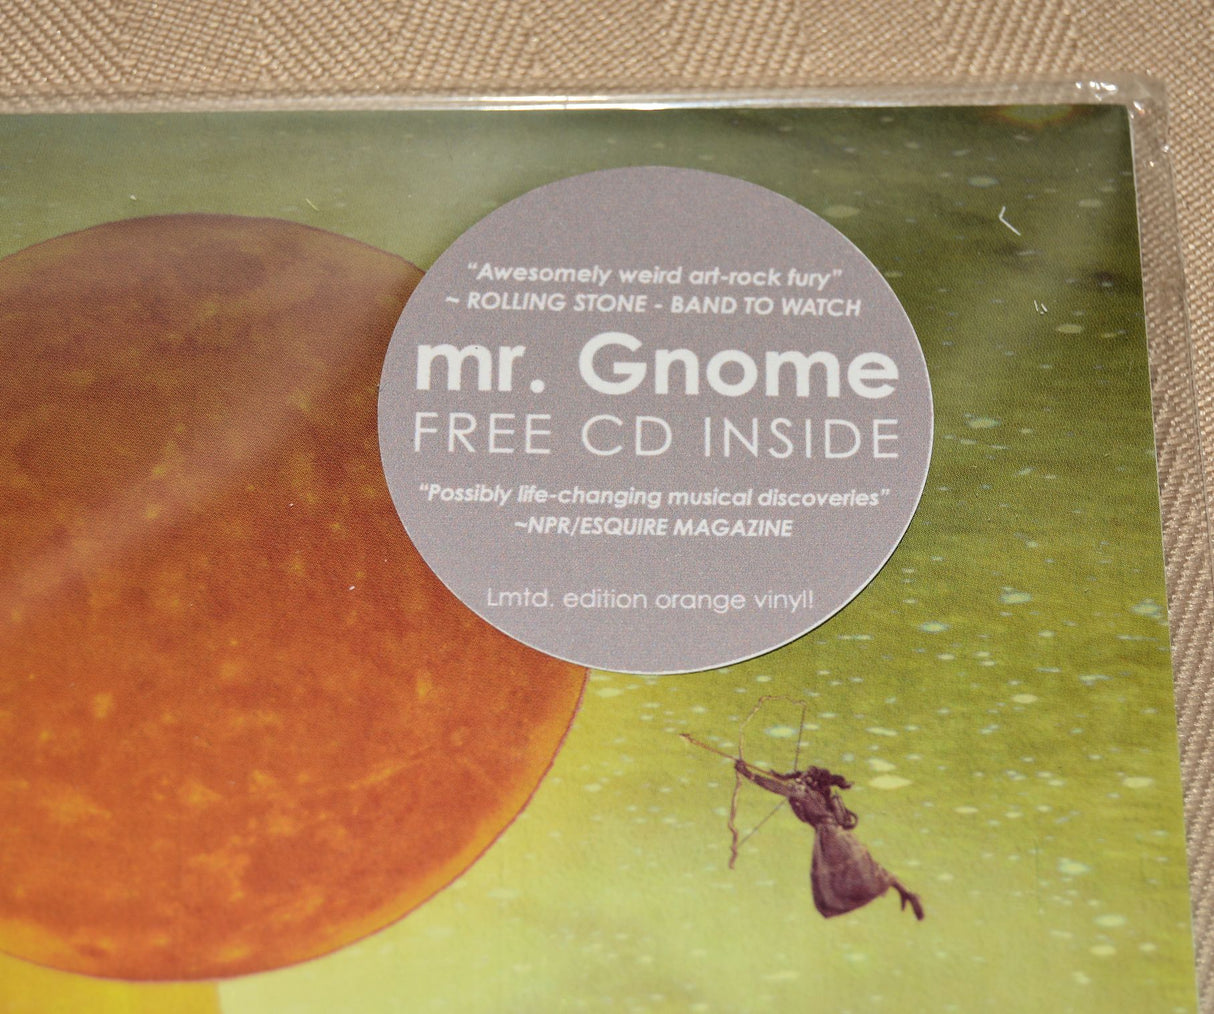 “Awesomely weird art-rock fury”
~ ROLLING STONE - BAND TO WATCH
mr. Gnome
FREE CD INSIDE
“Possibly life-changing musical discoveries”
~NPR/ESQUIRE MAGAZINE
Lmtd. edition orange vinyl!